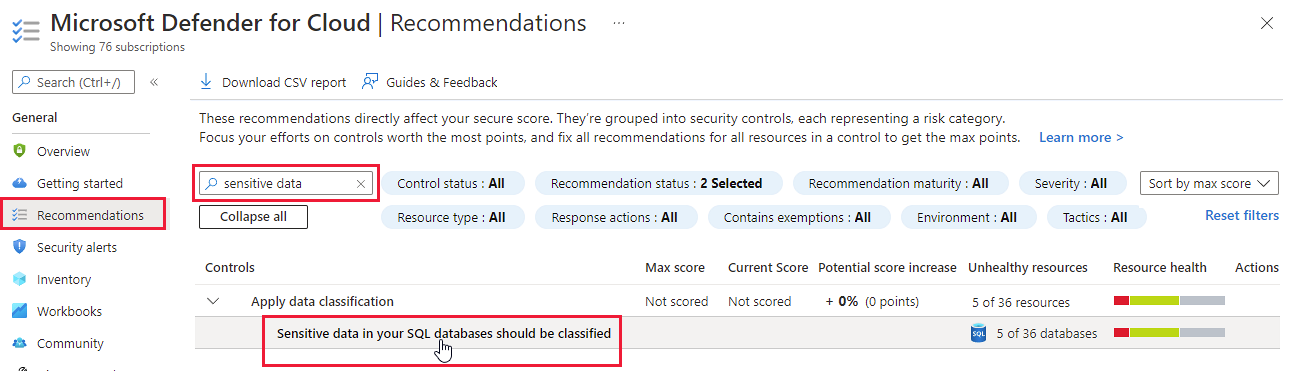 Microsoft Defender for Cloud | Recommendations ...
Showing 76 subscriptions
Search (Ctrl+/) «
General
Overview
Getting started
Recommendations
Security alerts
Inventory
Workbooks
Community
Download CSV report Guides & Feedback
These recommendations directly affect your secure score. They're grouped into security controls, each representing a risk category.
Focus your efforts on controls worth the most points, and fix all recommendations for all resources in a control to get the max points. Learn more >
sensitive data Control status : All Recommendation status : 2 Selected Recommendation maturity : All Severity : All Sort by max score
Collapse all Resource type : All Response actions : All Contains exemptions : All Environment : All Tactics : All Reset filters
Controls Max score Current Score Potential score increase Unhealthy resources Resource health Actions
Apply data classification Not scored Not scored + 0% (0 points) 5 of 36 resources
Sensitive data in your SQL databases should be classified SQL 5 of 36 databases